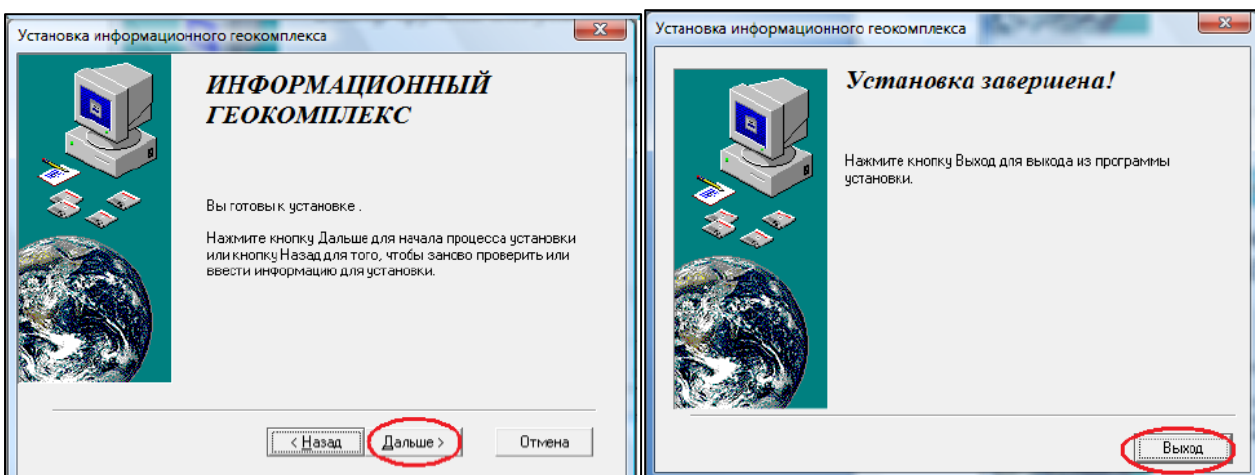 Установка информационного геокомплекса
ИНФОРМАЦИОННЫЙ
ГЕОКОМПЛЕКС
Вы готовы к установке .
Нажмите кнопку Дальше для начала процесса установки
или кнопку Назад для того, чтобы заново проверить или
ввести информацию для установки.
< Назад
Дальше >
Отмена
Установка информационного геокомплекса
Установка завершена!
Нажмите кнопку Выход для выхода из программы
установки.
Выход